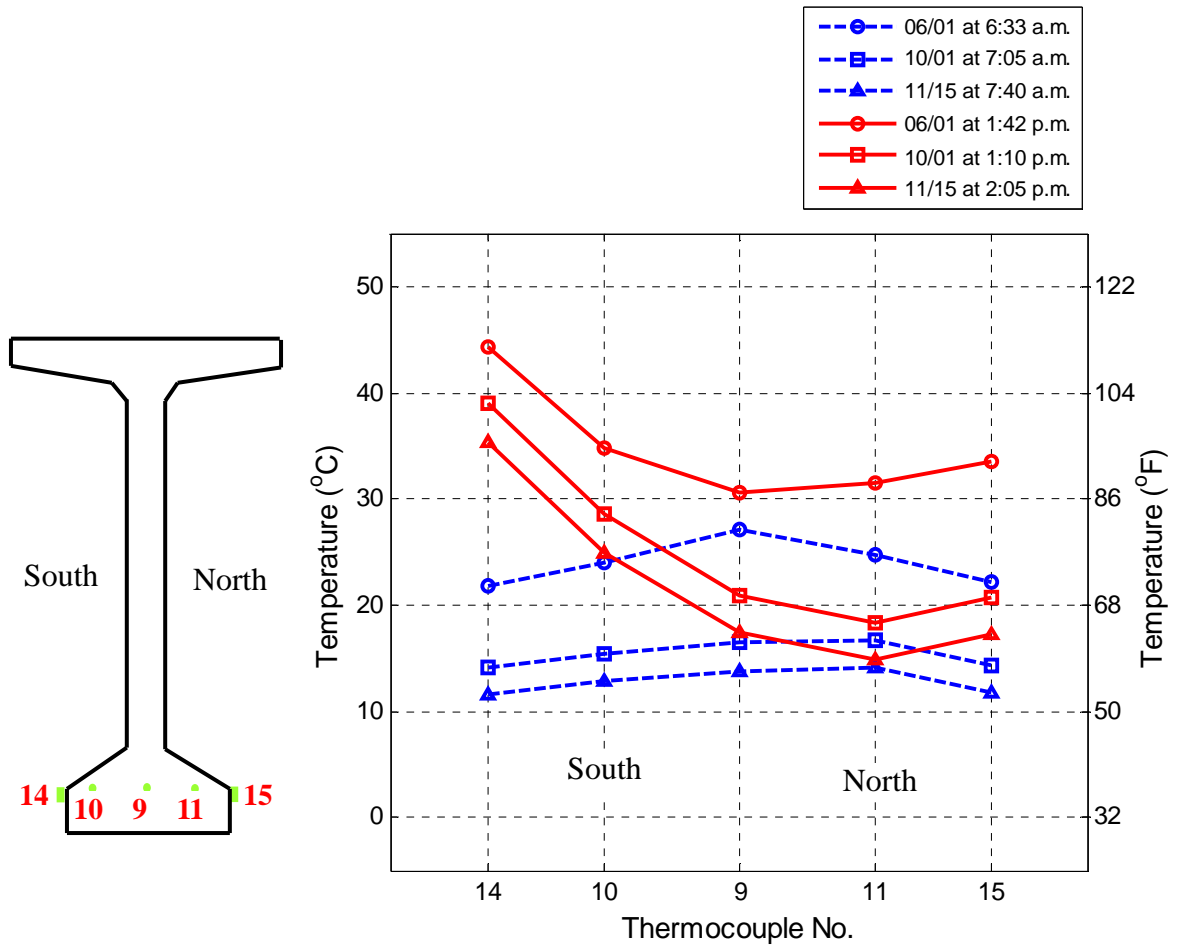 06/01 at 6:33 a.m.
10/01 at 7:05 a.m.
11/15 at 7:40 a.m.
06/01 at 1:42 p.m.
10/01 at 1:10 p.m.
11/15 at 2:05 p.m.
South North
14 10 9 11 15
Temperature (°C)
50
40
30
20
10
0
122
104
86
68
50
32
Temperature (°F)
South North
14 10 9 11 15
Thermocouple No.